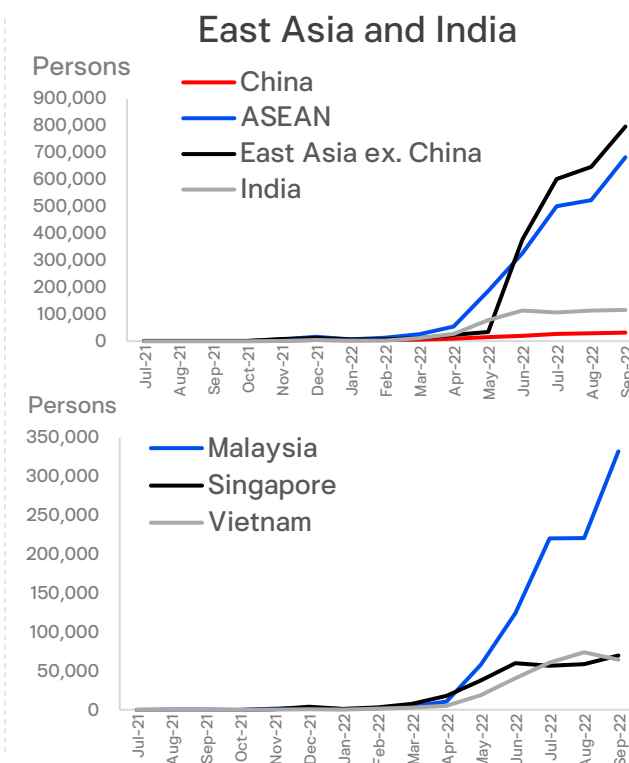 East Asia and India
Persons
China
ASEAN
East Asia ex. China
India
900,000
800,000
700,000
600,000
500,000
400,000
300,000
200,000
100,000
0
Jul-21
Aug-21
Sep-21
Oct-21
Nov-21
Dec-21
Jan-22
Feb-22
Mar-22
Apr-22
May-22
Jun-22
Jul-22
Aug-22
Sep-22
Persons
Malaysia
Singapore
Vietnam
350,000
300,000
250,000
200,000
150,000
100,000
50,000
0
Jul-21
Aug-21
Sep-21
Oct-21
Nov-21
Dec-21
Jan-22
Feb-22
Mar-22
Apr-22
May-22
Jun-22
Jul-22
Aug-22
Sep-22